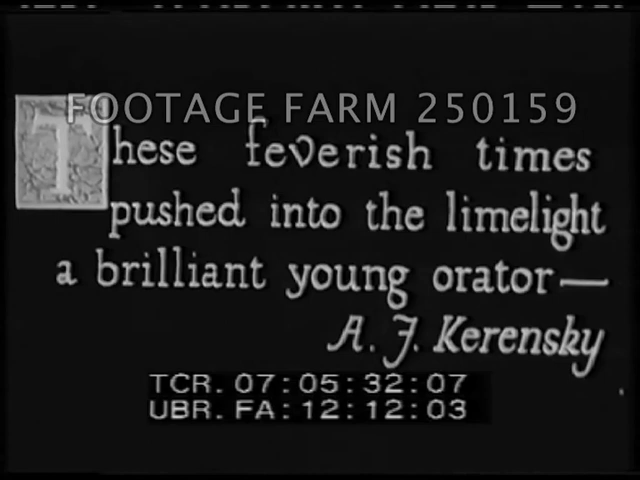 FOOTAGE FARM 250159
These feverish times
pushed into the limelight
a brilliant young orator—
A. J. Kerensky
TCR. 07:05:32:07
UBR. FA:12:12:03